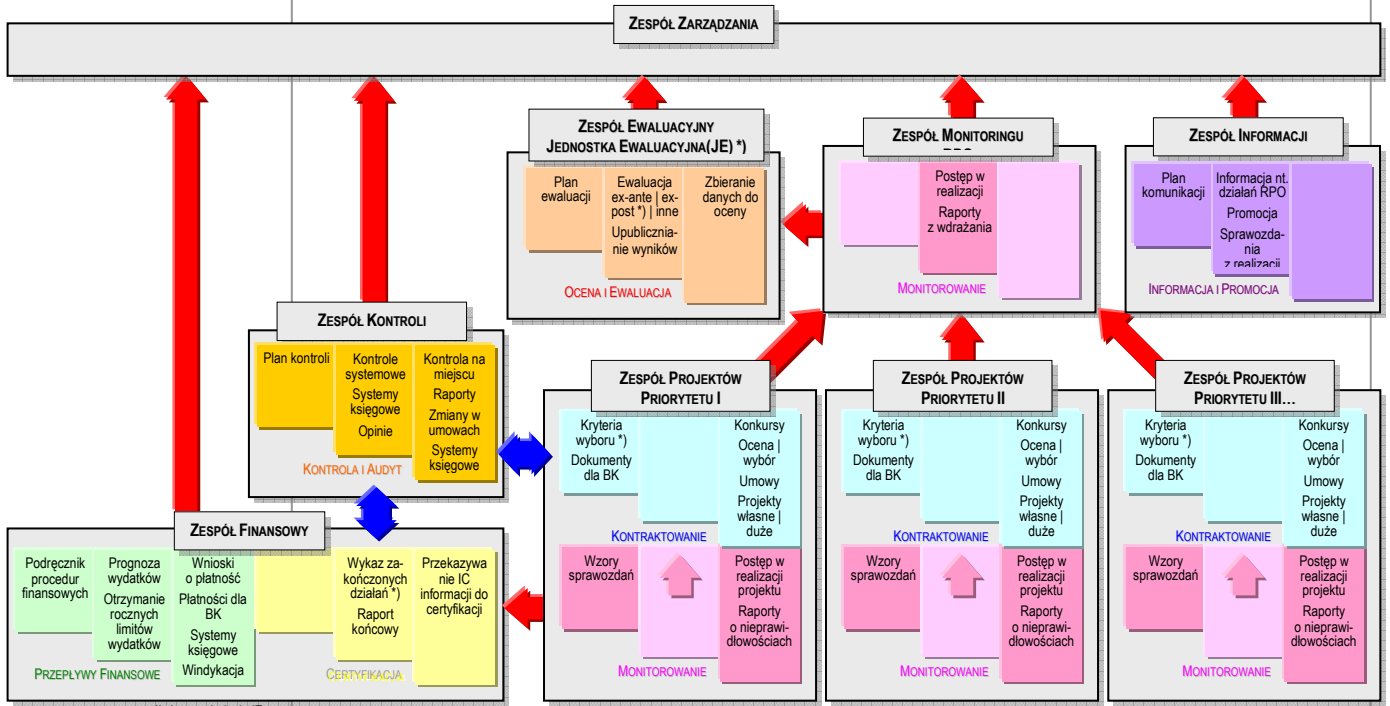 ZESPÓŁ ZARZĄDZANIA
ZESPÓŁ EWALUACYJNY
JEDNOSTKA EWALUACYJNA(JE) *)
Plan
ewaluacji
Ewaluacja
ex-ante | ex-
post *) | inne
Upubliczni-
anie wyników
Zbieranie
danych do
oceny
OCENA I EWALUACJA
ZESPÓŁ MONITORINGU
Postęp w
realizacji
Raporty
z wdrażania
MONITOROWANIE
ZESPÓŁ INFORMACJI
Plan
komunikacji
Informacja nt.
działań RPO
Promocja
Sprawozda-
nia
z realizacji
INFORMACJA I PROMOCJA
ZESPÓŁ KONTROLI
Plan kontroli
Kontrole
systemowe
Systemy
księgowe
Opinie
Kontrola na
miejscu
Raporty
Zmiany w
umowach
Systemy
księgowe
KONTROLA I AUDYT
ZESPÓŁ FINANSOWY
Podręcznik
procedur
finansowych
Prognoza
wydatków
Otrzymanie
rocznych
limitów
wydatków
Wnioski
o płatność
Płatności dla
BK
Systemy
księgowe
Windykacja
PRZEPŁYWY FINANSOWE
Wykaz za-
kończonych
działań *)
Raport
końcowy
Przekazywa
nie IC
informacji do
certyfikacji
CERTYFIKACJA
ZESPÓŁ PROJEKTÓW
PRIORYTETU I
Kryteria
wyboru *)
Dokumenty
dla BK
Konkursy
Ocena |
wybór
Umowy
Projekty
własne |
duże
KONTRAKTOWANIE
Wzory
sprawozdań
Postęp w
realizacji
projektu
Raporty
o nieprawi-
dłowościach
MONITOROWANIE
ZESPÓŁ PROJEKTÓW
PRIORYTETU II
Kryteria
wyboru *)
Dokumenty
dla BK
Konkursy
Ocena |
wybór
Umowy
Projekty
własne |
duże
KONTRAKTOWANIE
Wzory
sprawozdań
Postęp w
realizacji
projektu
Raporty
o nieprawi-
dłowościach
MONITOROWANIE
ZESPÓŁ PROJEKTÓW
PRIORYTETU III…
Kryteria
wyboru *)
Dokumenty
dla BK
Konkursy
Ocena |
wybór
Umowy
Projekty
własne |
duże
KONTRAKTOWANIE
Wzory
sprawozdań
Postęp w
realizacji
projektu
Raporty
o nieprawi-
dłowościach
MONITOROWANIE